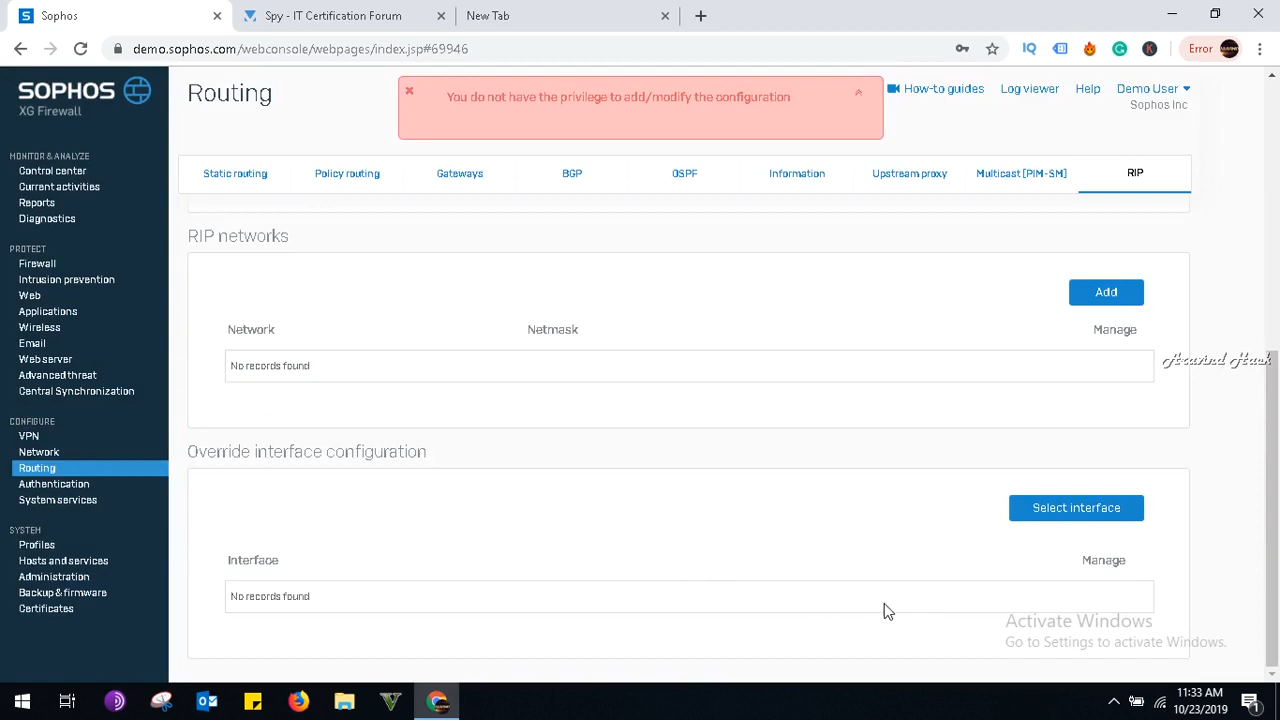 Sophos
Spy - IT Certification Forum
New Tab
demo.sophos.com/webconsole/webpages/index.jsp#69946
Error
SOPHOS
XG Firewall
Routing
You do not have the privilege to add/modify the configuration
How-to guides
Log viewer
Help
Demo User
Sophos Inc
Static routing
Policy routing
Gateways
BGP
OSPF
Information
Upstream proxy
Multicast [PIM-SM]
RIP
MONITOR & ANALYZE
Control center
Current activities
Reports
Diagnostics
PROTECT
Firewall
Intrusion prevention
Web
Applications
Wireless
Email
Web server
Advanced threat
Central Synchronization
CONFIGURE
VPN
Network
Routing
Authentication
System services
SYSTEM
Profiles
Hosts and services
Administration
Backup & firmware
Certificates
RIP networks
Add
Network
Netmask
Manage
No records found
Aravind Hack
Override interface configuration
Select interface
Interface
Manage
No records found
Activate Windows
Go to Settings to activate Windows.
11:33 AM
10/23/2019